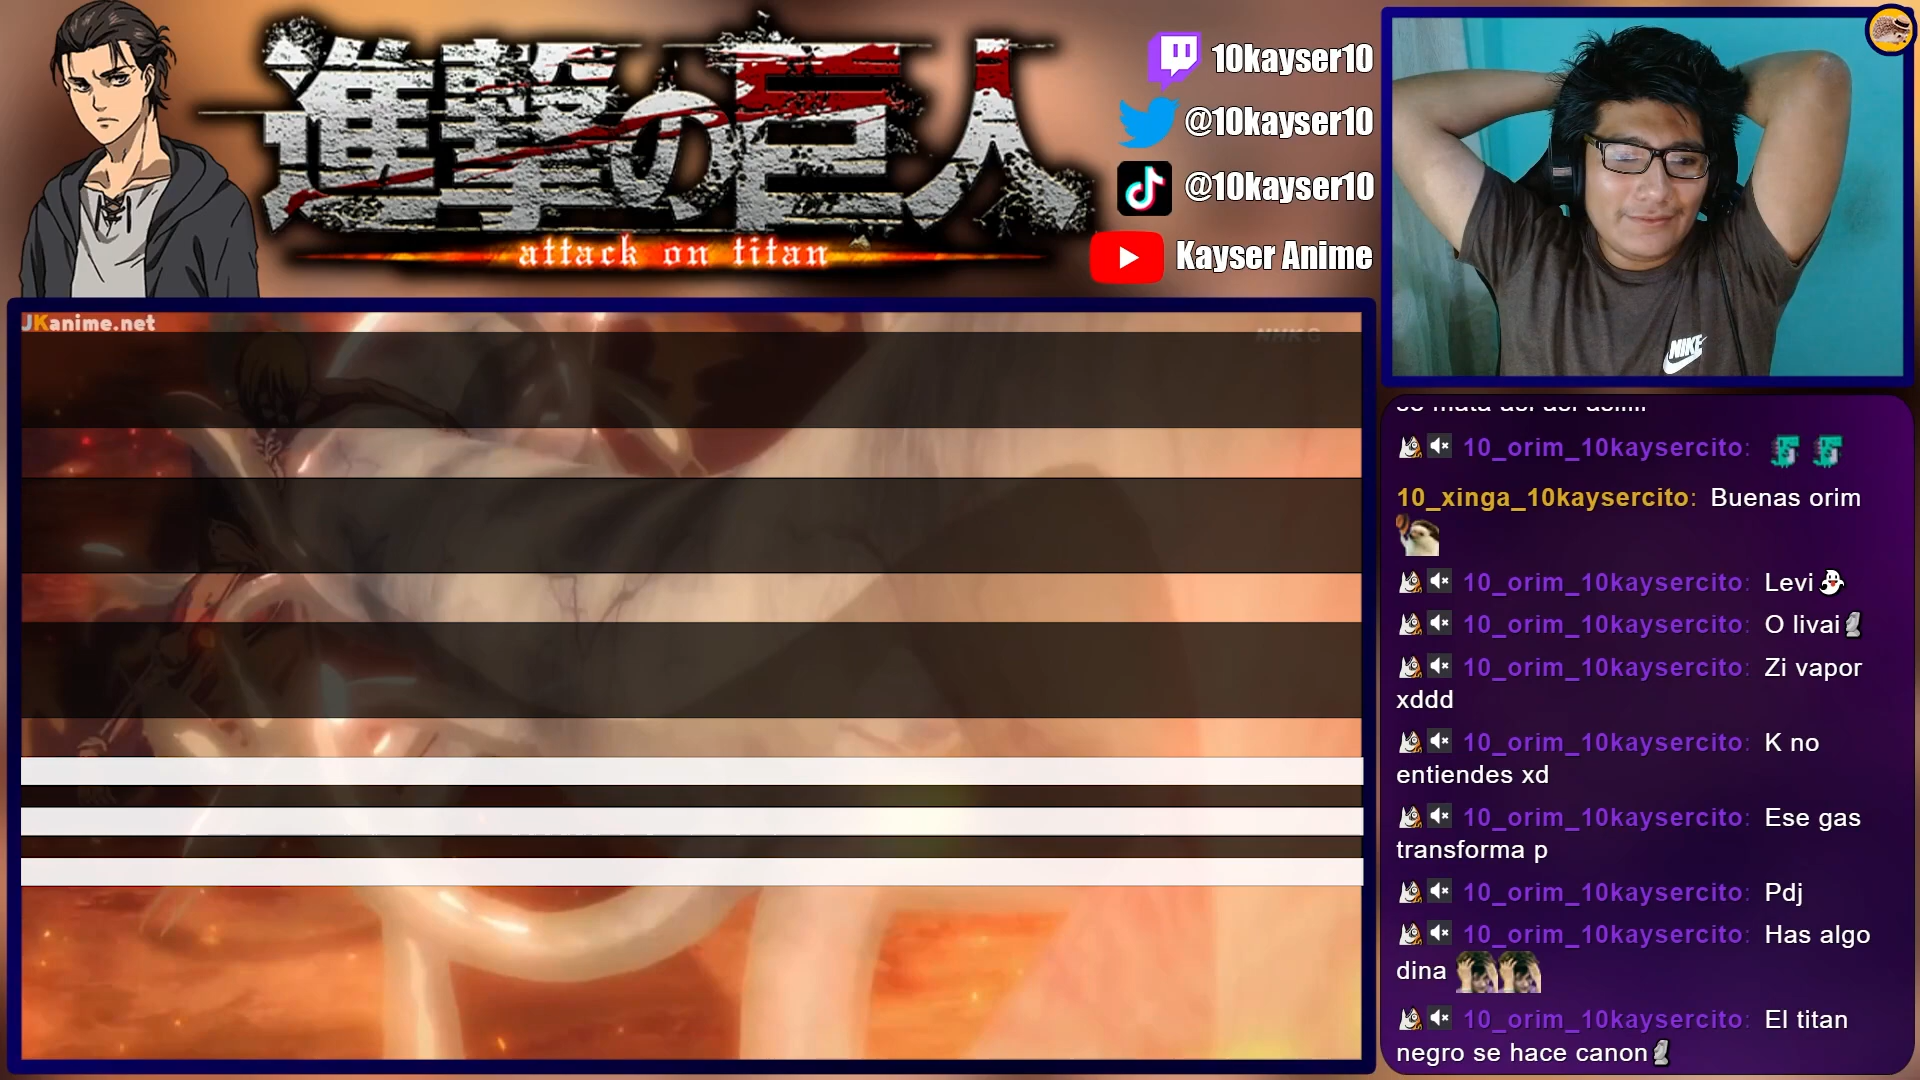 進撃の巨人
attack on titan
10kayser10
@10kayser10
@10kayser10
Kayser Anime
JKanime.net
NHK G
NIKE
10_orim_10kaysercito:
10_xinga_10kaysercito: Buenas orim
10_orim_10kaysercito: Levi
10_orim_10kaysercito: O livai
10_orim_10kaysercito: Zi vapor
xddd
10_orim_10kaysercito: K no
entiendes xd
10_orim_10kaysercito: Ese gas
transforma p
10_orim_10kaysercito: Pdj
10_orim_10kaysercito: Has algo
dina
10_orim_10kaysercito: El titan
negro se hace canon